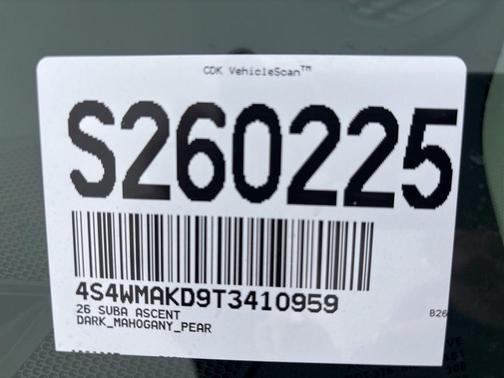 CDK VehicleScan™
S260225
4S4WMAKD9T3410959
26 SUBA ASCENT
B26
DARK_MAHOGANY_PEAR